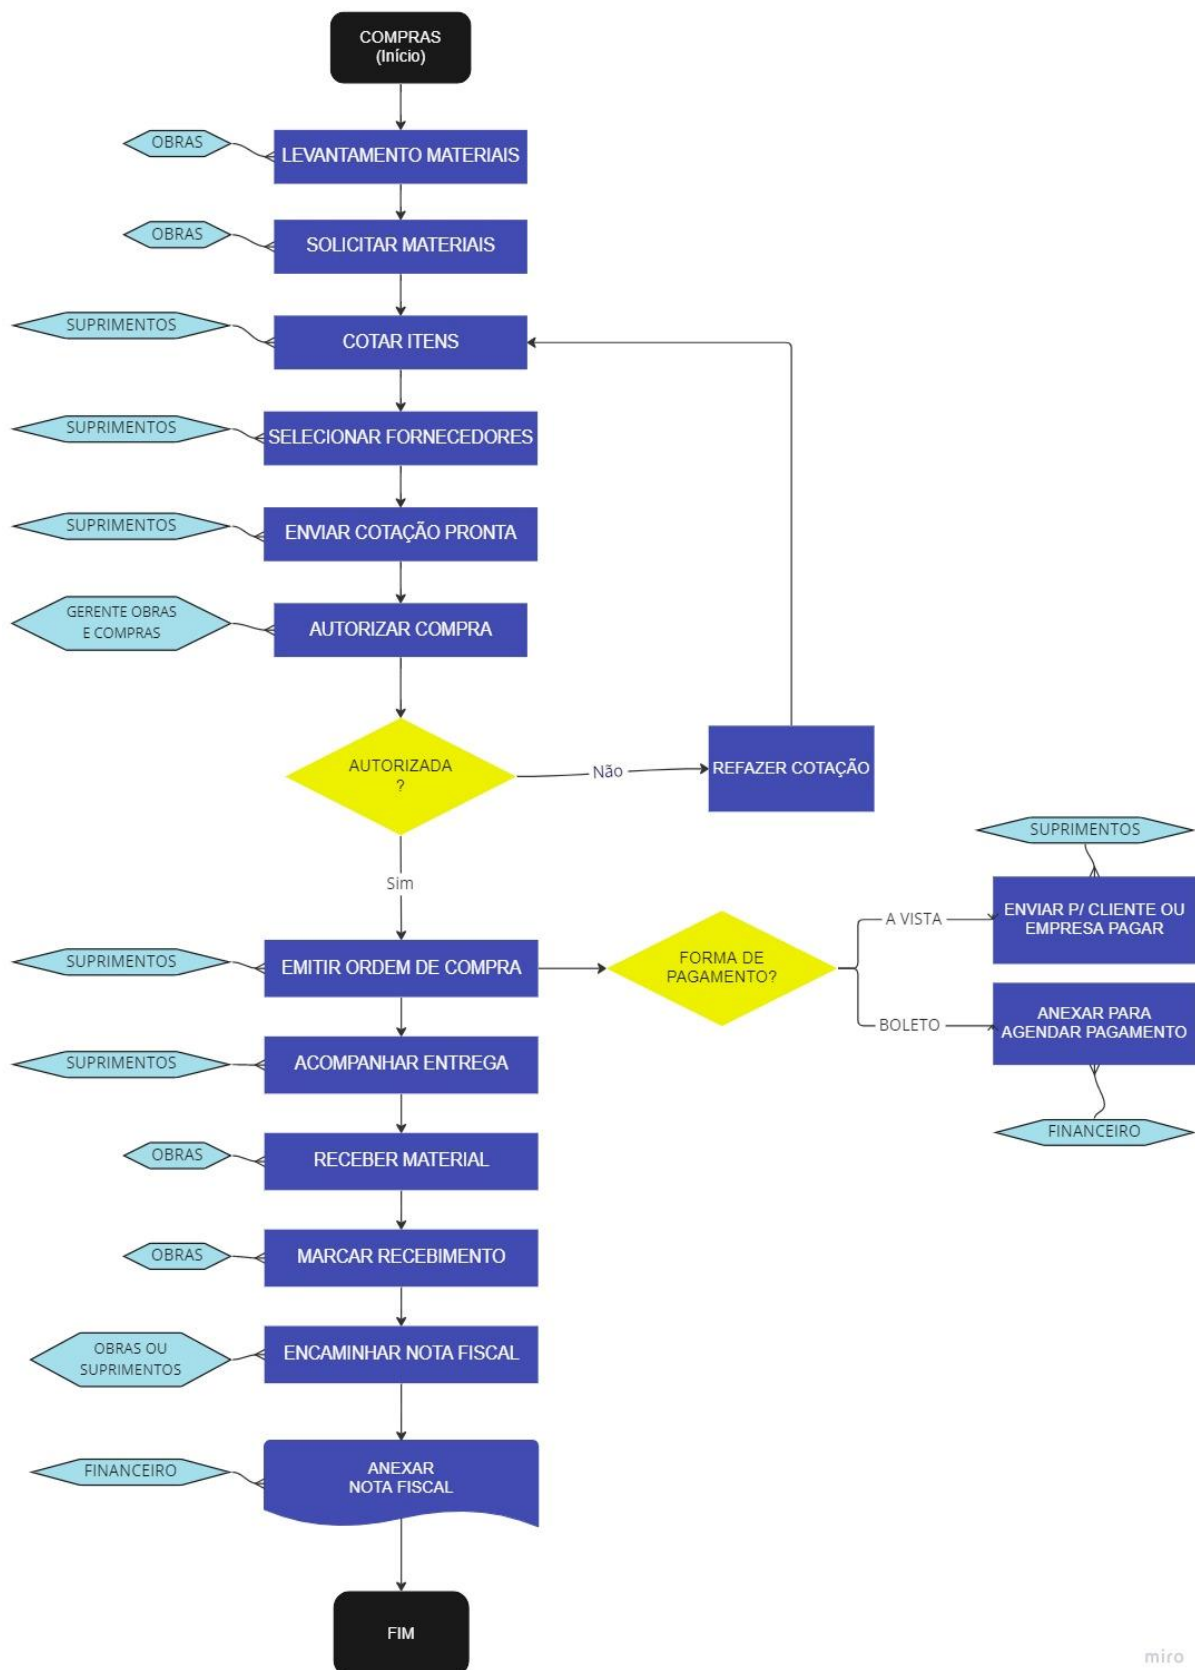 COMPRAS
(Início)
OBRAS
LEVANTAMENTO MATERIAIS
OBRAS
SOLICITAR MATERIAIS
SUPRIMENTOS
COTAR ITENS
SUPRIMENTOS
SELECIONAR FORNECEDORES
SUPRIMENTOS
ENVIAR COTAÇÃO PRONTA
GERENTE OBRAS
E COMPRAS
AUTORIZAR COMPRA
AUTORIZADA
?
Não
REFAZER COTAÇÃO
Sim
SUPRIMENTOS
EMITIR ORDEM DE COMPRA
FORMA DE
PAGAMENTO?
A VISTA
SUPRIMENTOS
ENVIAR P/ CLIENTE OU
EMPRESA PAGAR
BOLETO
ANEXAR PARA
AGENDAR PAGAMENTO
FINANCEIRO
SUPRIMENTOS
ACOMPANHAR ENTREGA
OBRAS
RECEBER MATERIAL
OBRAS
MARCAR RECEBIMENTO
OBRAS OU
SUPRIMENTOS
ENCAMINHAR NOTA FISCAL
FINANCEIRO
ANEXAR
NOTA FISCAL
FIM
miro